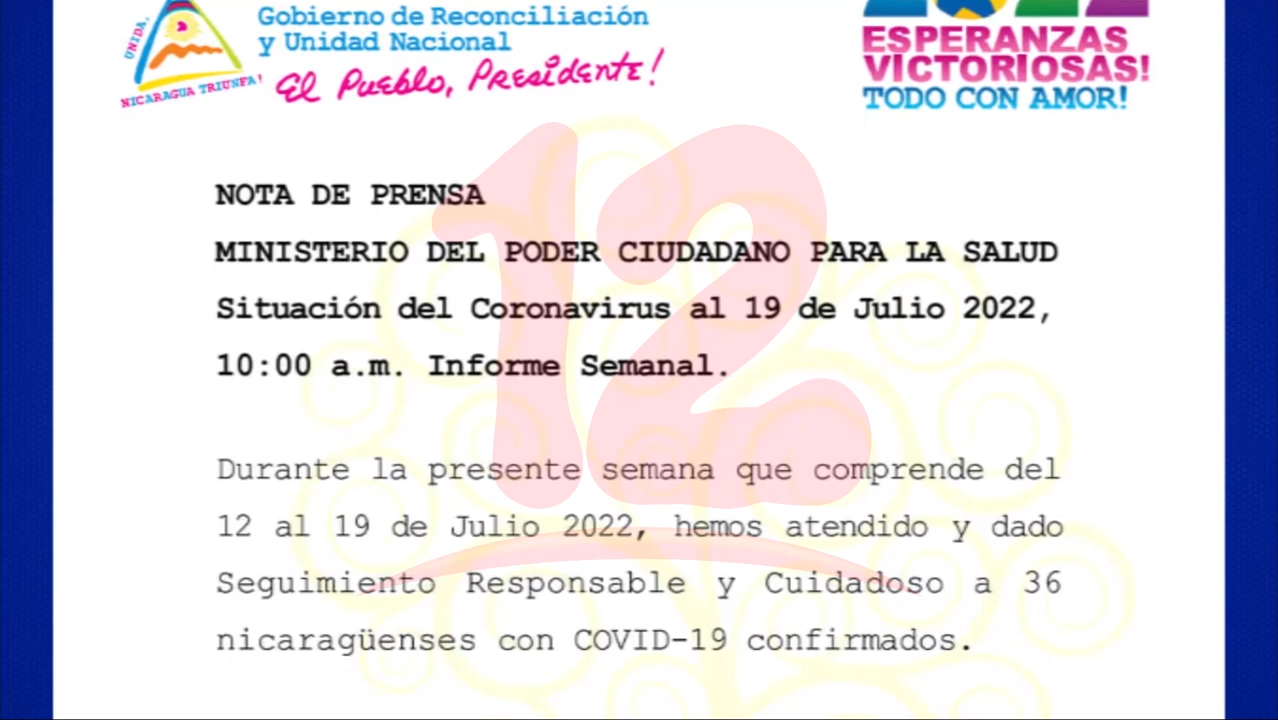 Gobierno de Reconciliación
y Unidad Nacional
El Pueblo, Presidente!
UNIDA,
NICARAGUA TRIUNFA!
2022
ESPERANZAS
VICTORIOSAS!
TODO CON AMOR!
12
NOTA DE PRENSA
MINISTERIO DEL PODER CIUDADANO PARA LA SALUD
Situación del Coronavirus al 19 de Julio 2022,
10:00 a.m. Informe Semanal.
Durante la presente semana que comprende del
12 al 19 de Julio 2022, hemos atendido y dado
Seguimiento Responsable y Cuidadoso a 36
nicaragüenses con COVID-19 confirmados.